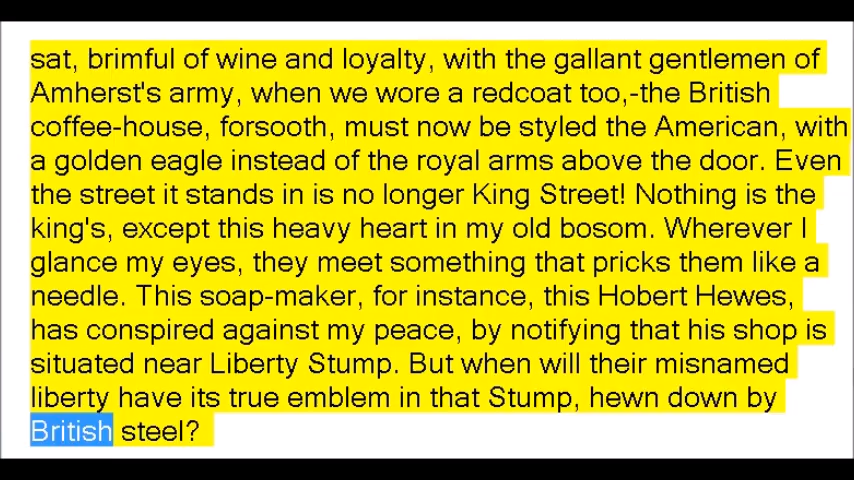 sat, brimful of wine and loyalty, with the gallant gentlemen of
Amherst's army, when we wore a redcoat too,-the British
coffee-house, forsooth, must now be styled the American, with
a golden eagle instead of the royal arms above the door. Even
the street it stands in is no longer King Street! Nothing is the
king's, except this heavy heart in my old bosom. Wherever I
glance my eyes, they meet something that pricks them like a
needle. This soap-maker, for instance, this Hobert Hewes,
has conspired against my peace, by notifying that his shop is
situated near Liberty Stump. But when will their misnamed
liberty have its true emblem in that Stump, hewn down by
British steel?